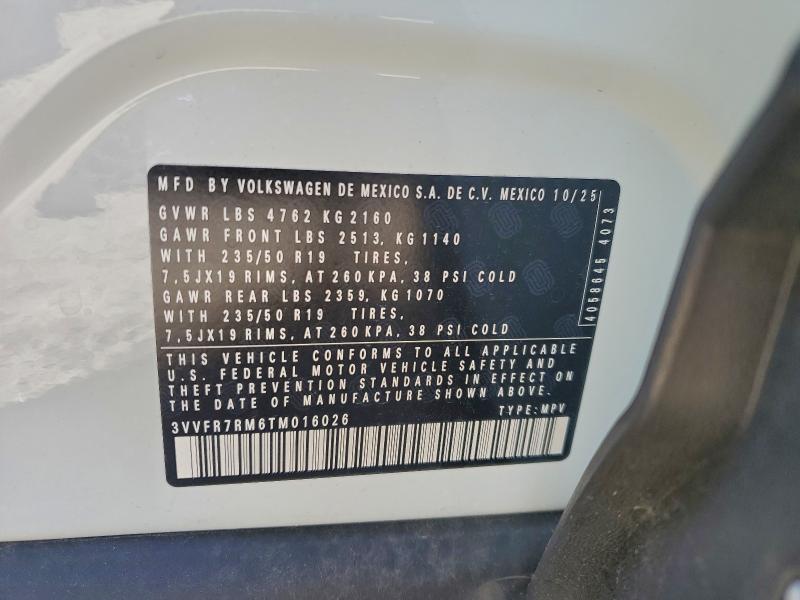 MFD BY VOLKSWAGEN DE MEXICO S.A. DE C.V. MEXICO 10/25
GVWR LBS 4762 KG 2160
GAWR FRONT LBS 2513, KG 1140
WITH 235/50 R19 TIRES,
7,5JX19 RIMS, AT 260 KPA, 38 PSI COLD
GAWR REAR LBS 2359, KG 1070
WITH 235/50 R19 TIRES,
7,5JX19 RIMS, AT 260 KPA, 38 PSI COLD
4058645 4073
THIS VEHICLE CONFORMS TO ALL APPLICABLE
U.S. FEDERAL MOTOR VEHICLE SAFETY AND
THEFT PREVENTION STANDARDS IN EFFECT ON
THE DATE OF MANUFACTURE SHOWN ABOVE.
3VVFR7RM6TM016026 TYPE: MPV